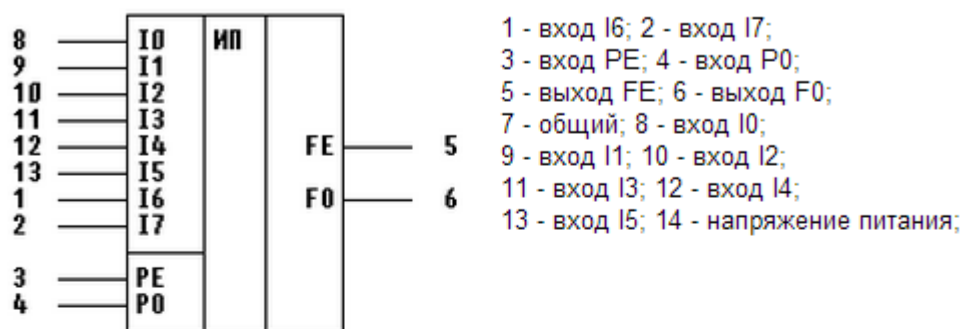 8 I0 ИП
9 I1
10 I2
11 I3
12 I4 FE 5
13 I5
1 I6 F0 6
2 I7
3 PE
4 P0
1 - вход I6; 2 - вход I7;
3 - вход PE; 4 - вход P0;
5 - выход FE; 6 - выход F0;
7 - общий; 8 - вход I0;
9 - вход I1; 10 - вход I2;
11 - вход I3; 12 - вход I4;
13 - вход I5; 14 - напряжение питания;